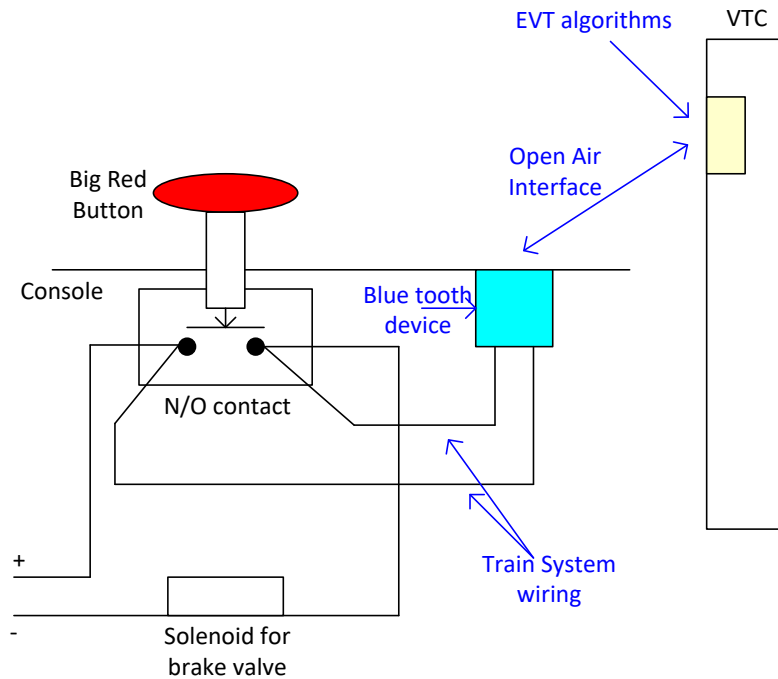 EVT algorithms
VTC
Open Air
Interface
Big Red
Button
Console
Blue tooth
device
N/O contact
+
-
Train System
wiring
Solenoid for
brake valve